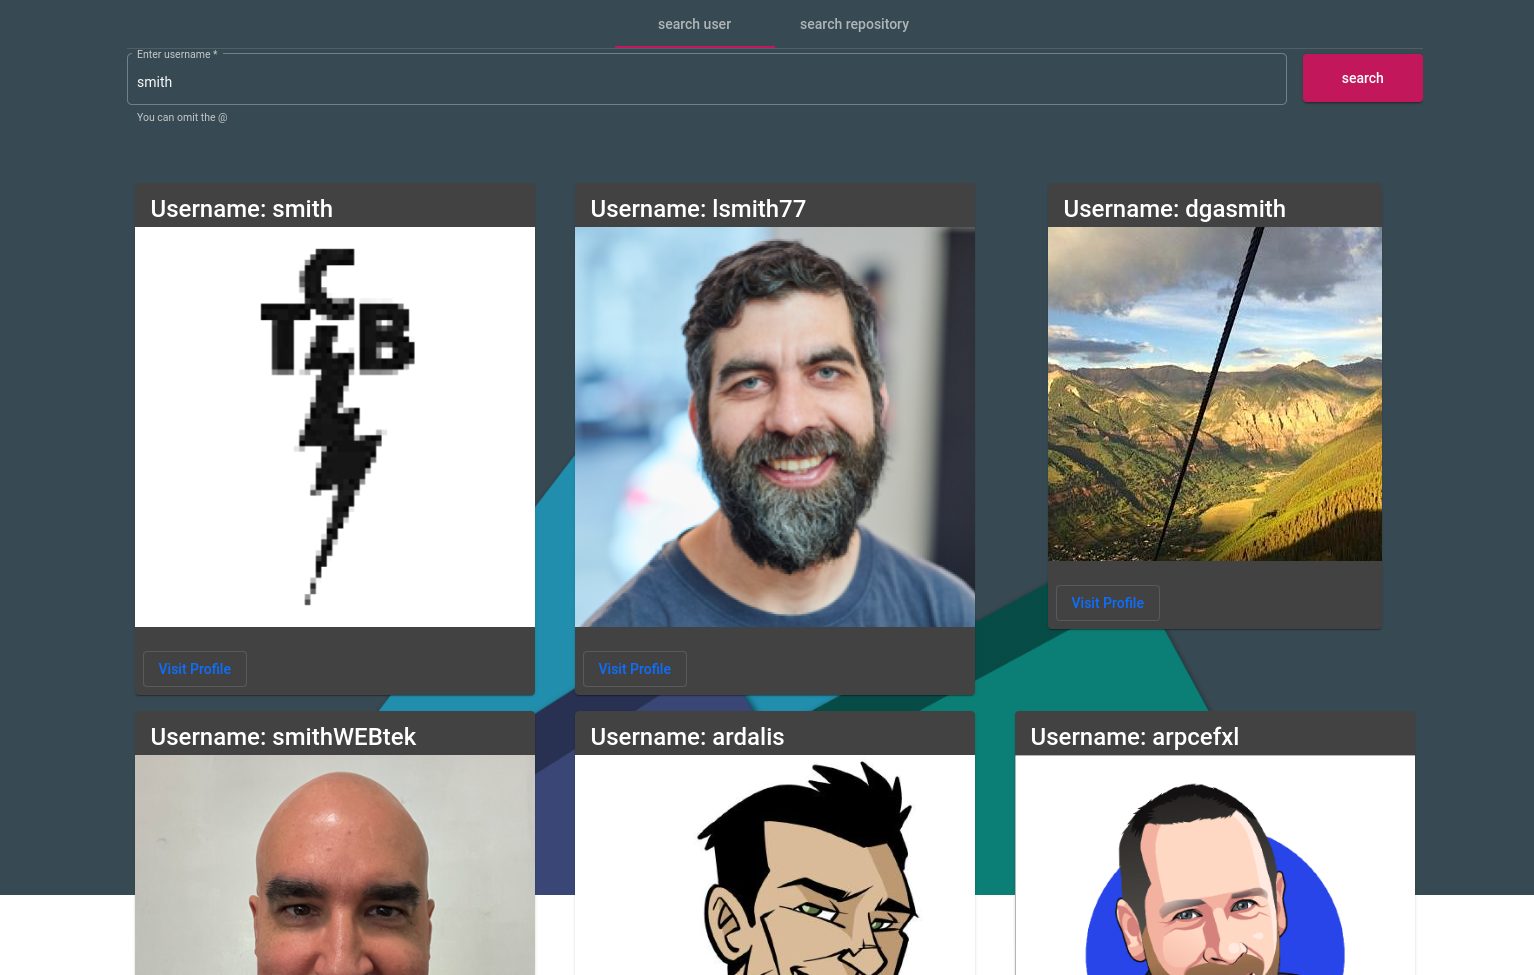 search user
search repository
Enter username *
smith
search
You can omit the @
Username: smith
Username: lsmith77
Username: dgasmith
TCB
Visit Profile
Visit Profile
Visit Profile
Username: smithWEBtek
Username: ardalis
Username: arpcefxl